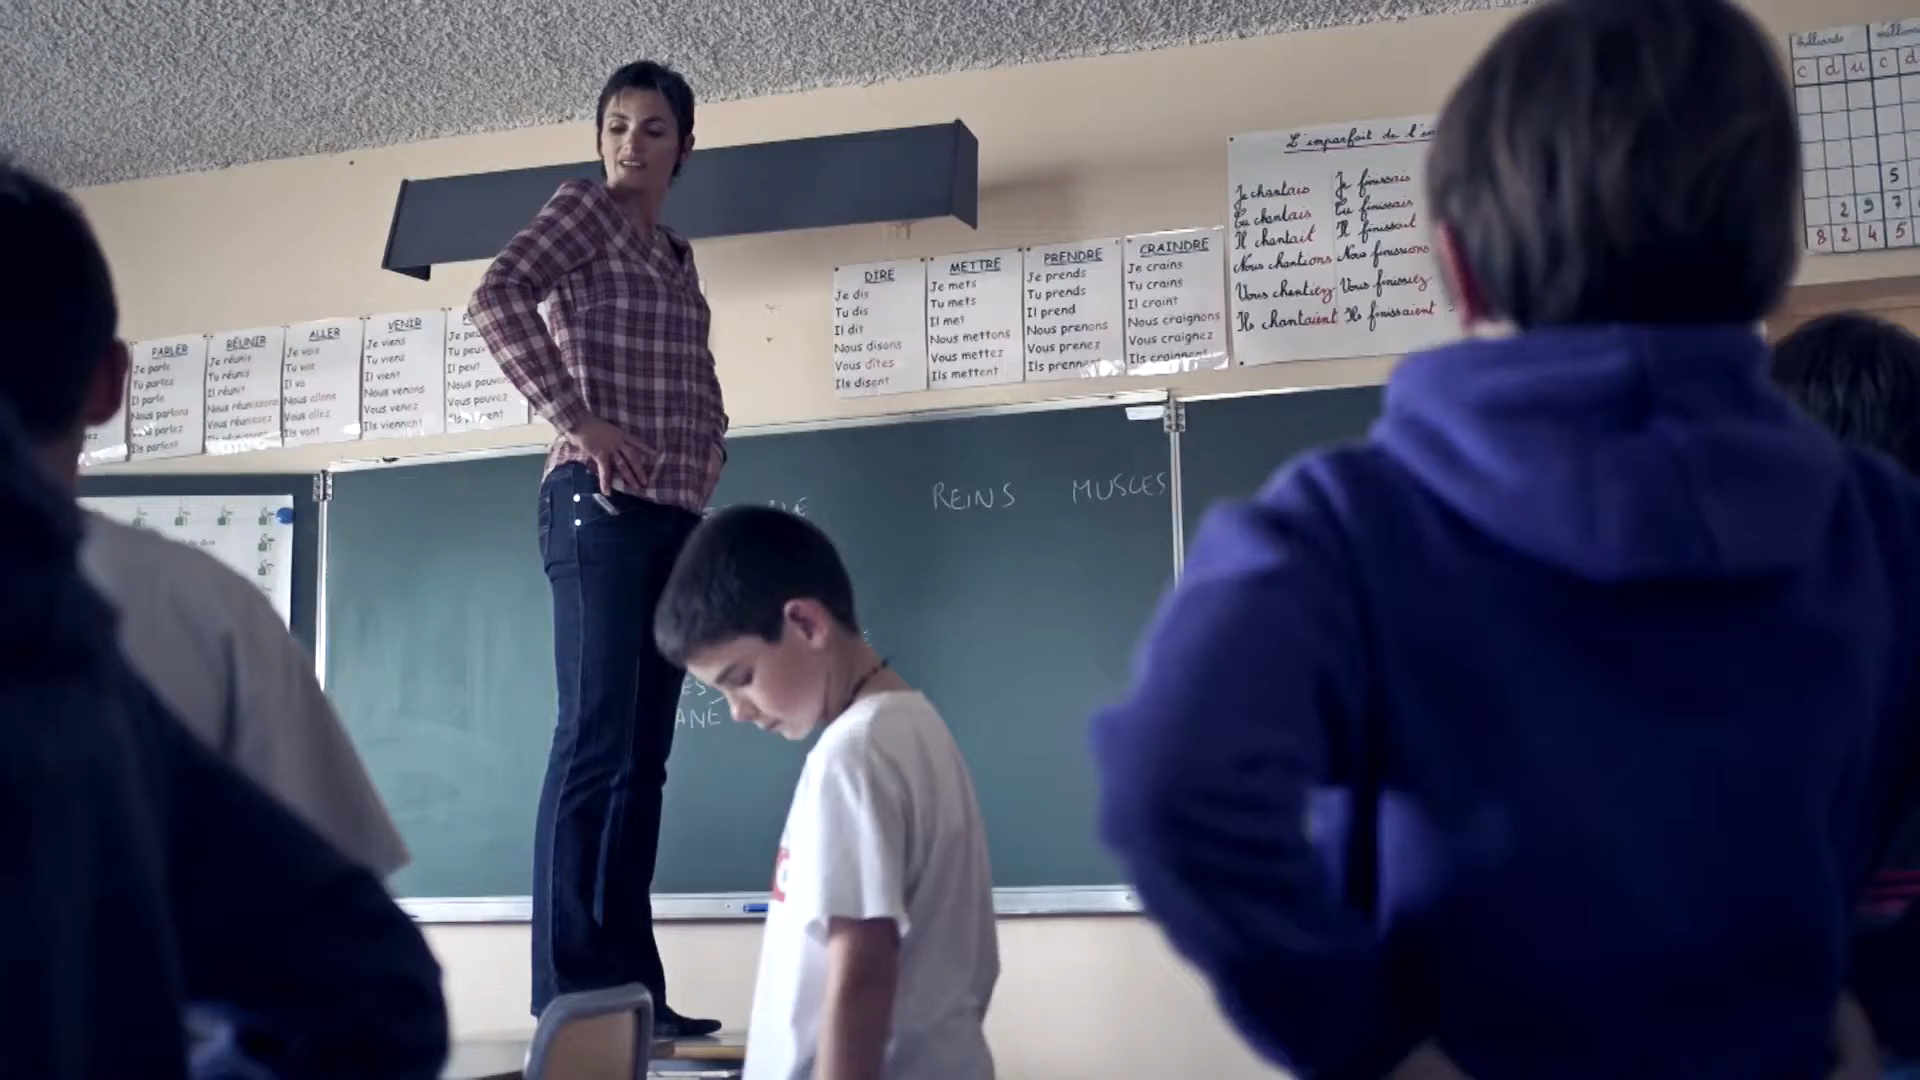 PARLER
Je parle
Tu parles
Il parle
Nous parlons
Vous parlez
Ils parlent
RÉUNIR
Je réunis
Tu réunis
Il réunit
Nous réunissons
Vous réunissez
ALLER
Je vais
Tu vas
Il va
Nous allons
Vous allez
Ils vont
VENIR
Je viens
Tu viens
Il vient
Nous venons
Vous venez
Ils viennent
Tu peux
Il peut
Nous pouvons
Vous pouvez
DIRE
Je dis
Tu dis
Il dit
Nous disons
Vous dites
Ils disent
METTRE
Je mets
Tu mets
Il met
Nous mettons
Vous mettez
Ils mettent
PRENDRE
Je prends
Tu prends
Il prend
Nous prenons
Vous prenez
Ils prennent
CRAINDRE
Je crains
Tu crains
Il craint
Nous craignons
Vous craignez
Ils craignent
L'imparfait de l'
Je chantais Je finissais
Tu chantais Tu finissais
Il chantait Il finissait
Nous chantions Nous finissions
Vous chantiez Vous finissiez
Ils chantaient Ils finissaient
milliards
c d u c d
5
2 9 7
8 2 4 5
REINS MUSCLES